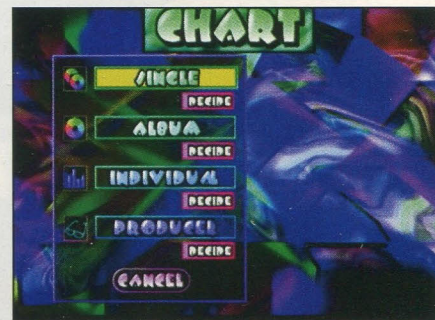 CHART
SINGLE
DECIDE
ALBUM
DECIDE
INDIVIDUAL
DECIDE
PRODUCER
DECIDE
CANCEL